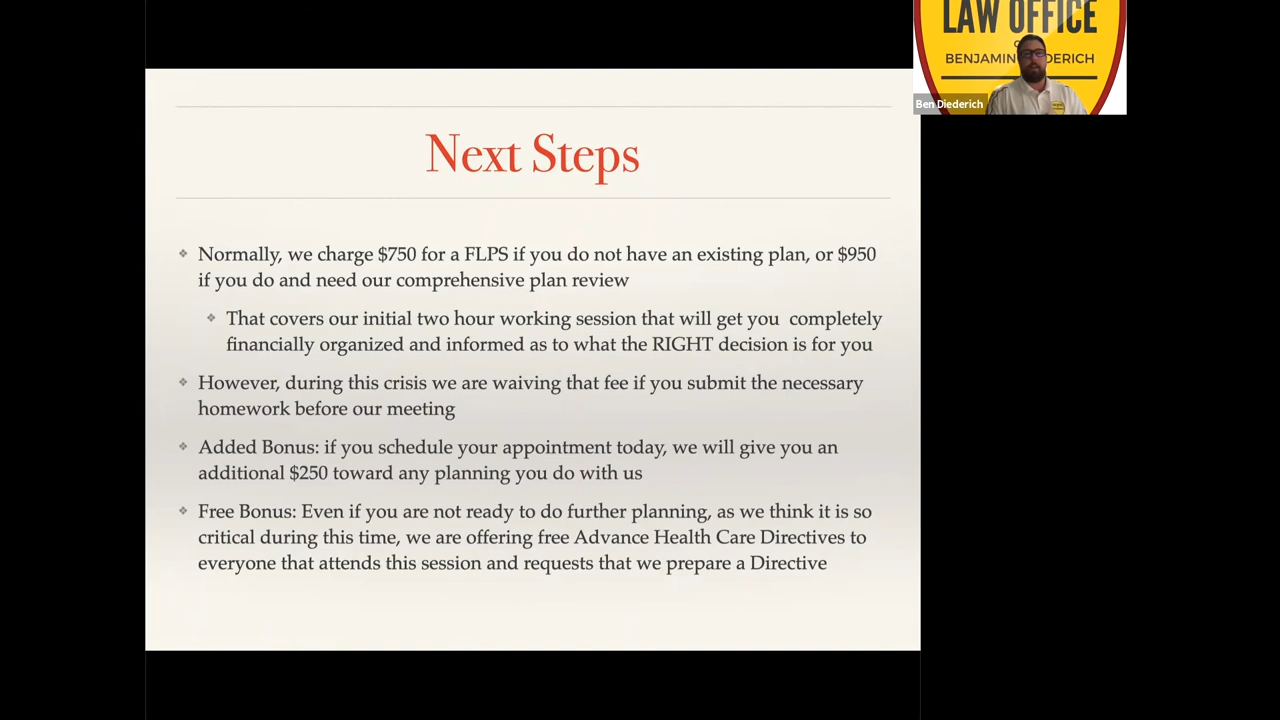 LAW OFFICE
BENJAMIN DERICH
Ben Diederich
Next Steps
❖ Normally, we charge $750 for a FLPS if you do not have an existing plan, or $950
if you do and need our comprehensive plan review
❖ That covers our initial two hour working session that will get you completely
financially organized and informed as to what the RIGHT decision is for you
❖ However, during this crisis we are waiving that fee if you submit the necessary
homework before our meeting
❖ Added Bonus: if you schedule your appointment today, we will give you an
additional $250 toward any planning you do with us
❖ Free Bonus: Even if you are not ready to do further planning, as we think it is so
critical during this time, we are offering free Advance Health Care Directives to
everyone that attends this session and requests that we prepare a Directive